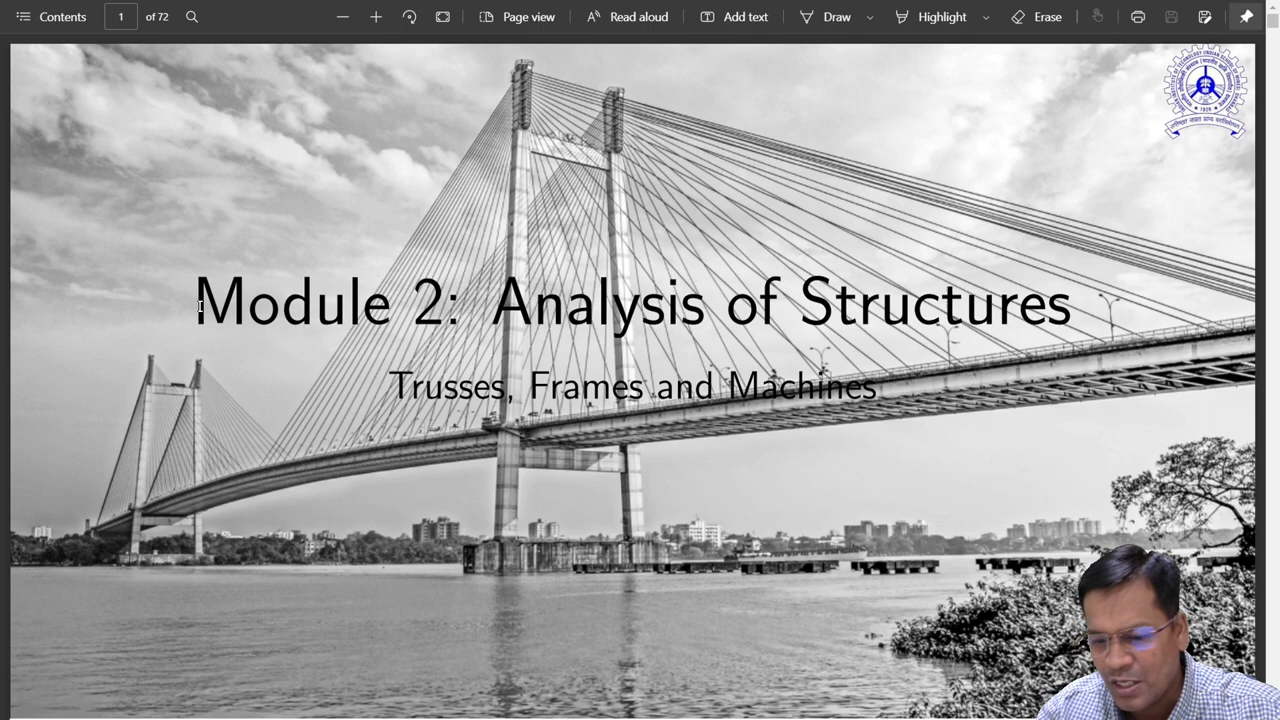 Contents
1
of 72
Page view
Read aloud
Add text
Draw
Highlight
Erase
Module 2: Analysis of Structures
Trusses, Frames and Machines